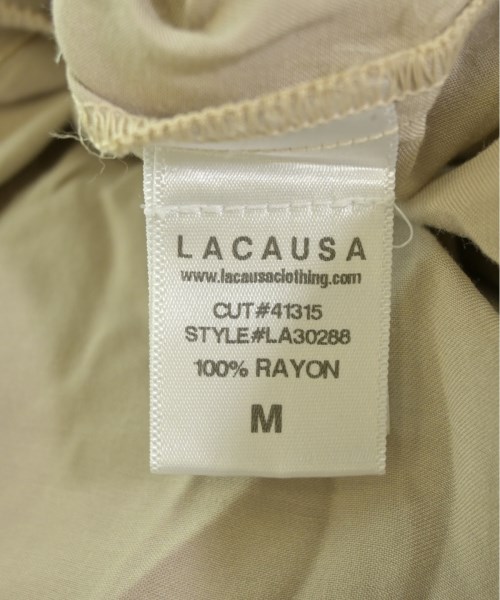 LACAUSA
www.lacausaclothing.com
CUT#41315
STYLE#LA30288
100% RAYON
M